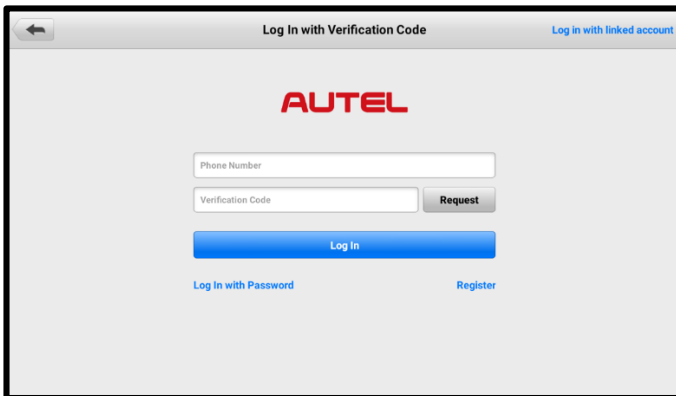 Log In with Verification Code
Log in with linked account
AUTEL
Phone Number
Verification Code
Request
Log In
Log In with Password
Register